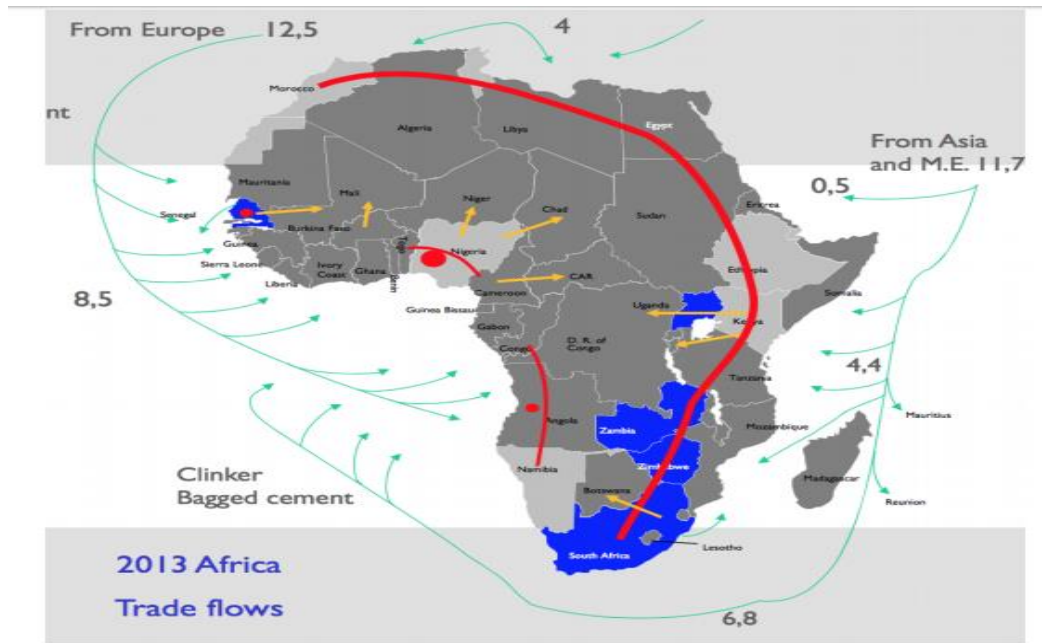 From Europe 12,5
4
Morocco
nt
Algeria
Libya
Egypt
From Asia
and M.E. 11,7
0,5
Mauritania
Mali
Niger
Chad
Sudan
Eritrea
Senegal
Burkina Faso
Nigeria
Guinea
Togo
Ethiopia
Sierra Leone
Ivory
Coast
Ghana
Benin
CAR
Liberia
Cameroon
Somalia
8,5
Guinea Bissau
Uganda
Kenya
Gabon
D. R. of
Congo
Congo
4,4
Tanzania
Angola
Mauritius
Zambia
Mozambique
Clinker
Bagged cement
Namibia
Zimbabwe
Madagascar
Botswana
Reunion
Lesotho
South Africa
2013 Africa
Trade flows
6,8